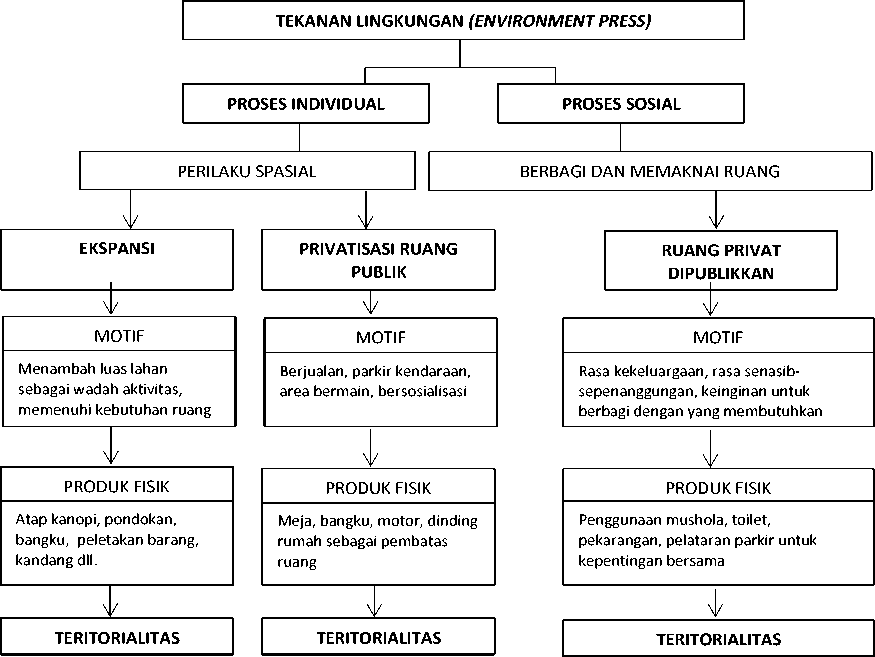 TEKANAN LINGKUNGAN (ENVIRONMENT PRESS)
PROSES INDIVIDUAL
PROSES SOSIAL
PERILAKU SPASIAL
BERBAGI DAN MEMAKNAI RUANG
EKSPANSI
PRIVATISASI RUANG
PUBLIK
RUANG PRIVAT
DIPUBLIKKAN
MOTIF
Menambah luas lahan
sebagai wadah aktivitas,
memenuhi kebutuhan ruang
MOTIF
Berjualan, parkir kendaraan,
area bermain, bersosialisasi
MOTIF
Rasa kekeluargaan, rasa senasib-
sepenanggungan, keinginan untuk
berbagi dengan yang membutuhkan
PRODUK FISIK
Atap kanopi, pondokan,
bangku, peletakan barang,
kandang dll.
PRODUK FISIK
Meja, bangku, motor, dinding
rumah sebagai pembatas
ruang
PRODUK FISIK
Penggunaan mushola, toilet,
pekarangan, pelataran parkir untuk
kepentingan bersama
TERITORIALITAS
TERITORIALITAS
TERITORIALITAS